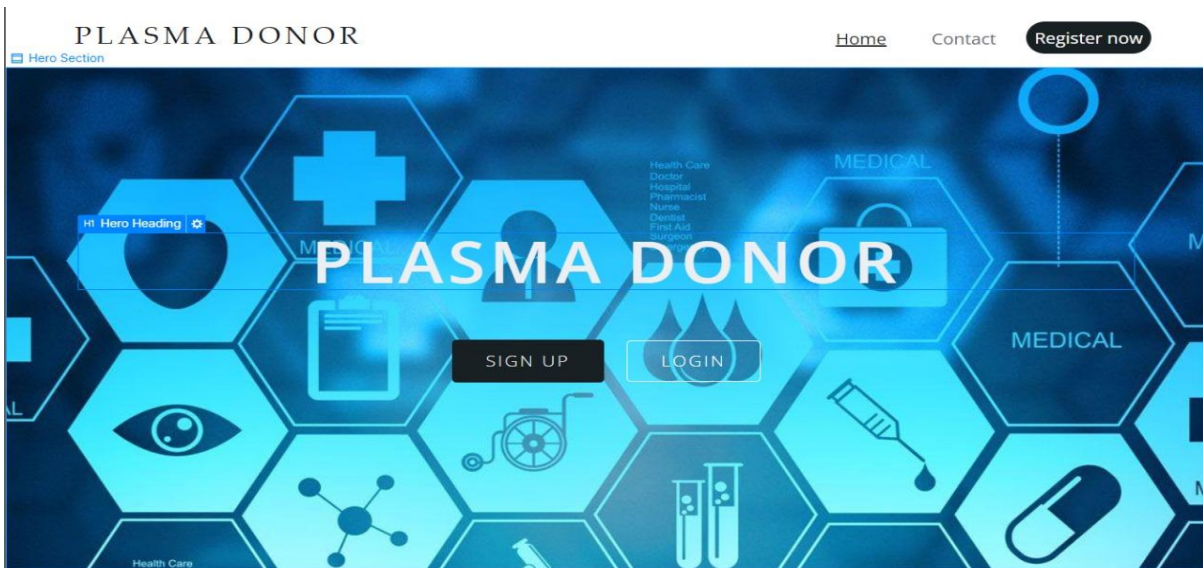 PLASMA DONOR
Home Contact Register now
Hero Section
Health Care
Doctor
Hospital
Pharmacist
Nurse
Dentist
First Aid
Surgeon
MEDICAL
H1 Hero Heading
MEDICAL
PLASMA DONOR
SIGN UP LOGIN
MEDICAL
Health Care